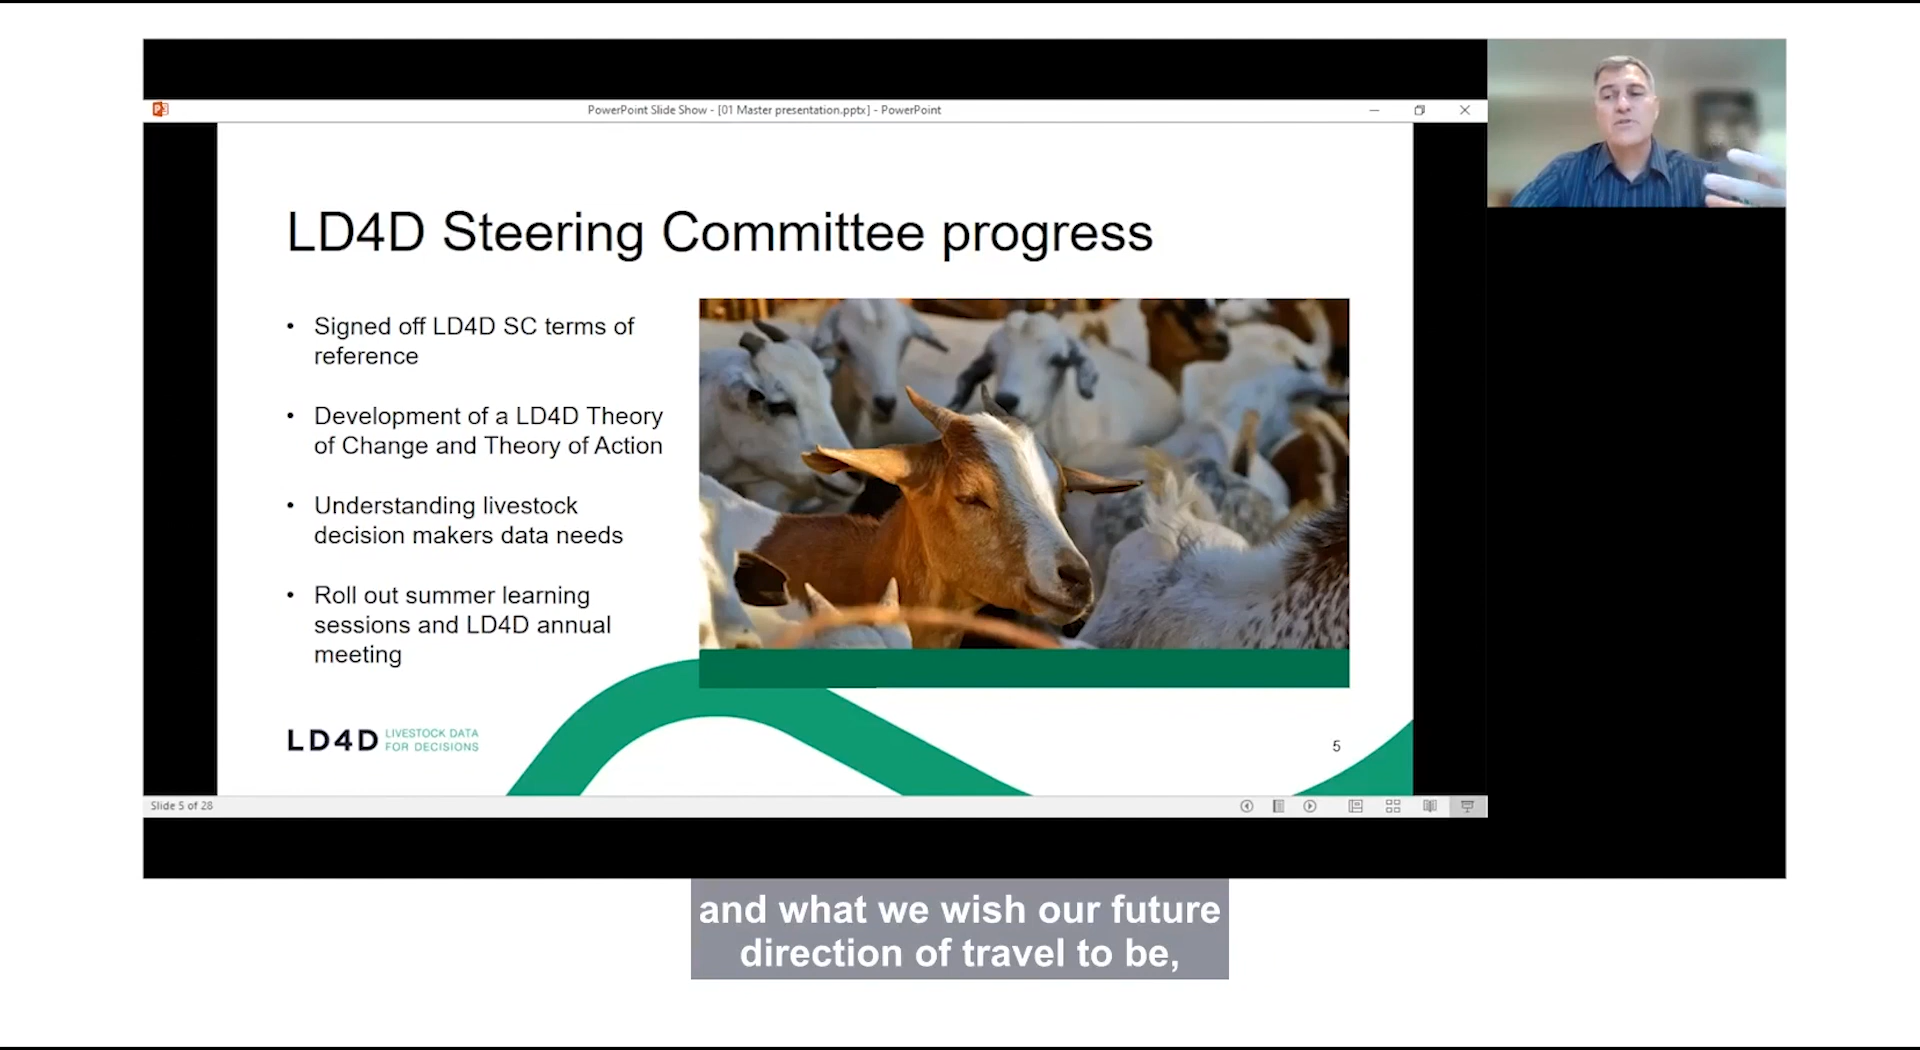 PowerPoint Slide Show - [01 Master presentation.pptx] - PowerPoint
LD4D Steering Committee progress
• Signed off LD4D SC terms of
reference
• Development of a LD4D Theory
of Change and Theory of Action
• Understanding livestock
decision makers data needs
• Roll out summer learning
sessions and LD4D annual
meeting
LD4D LIVESTOCK DATA
FOR DECISIONS
5
Slide 5 of 28
and what we wish our future
direction of travel to be,